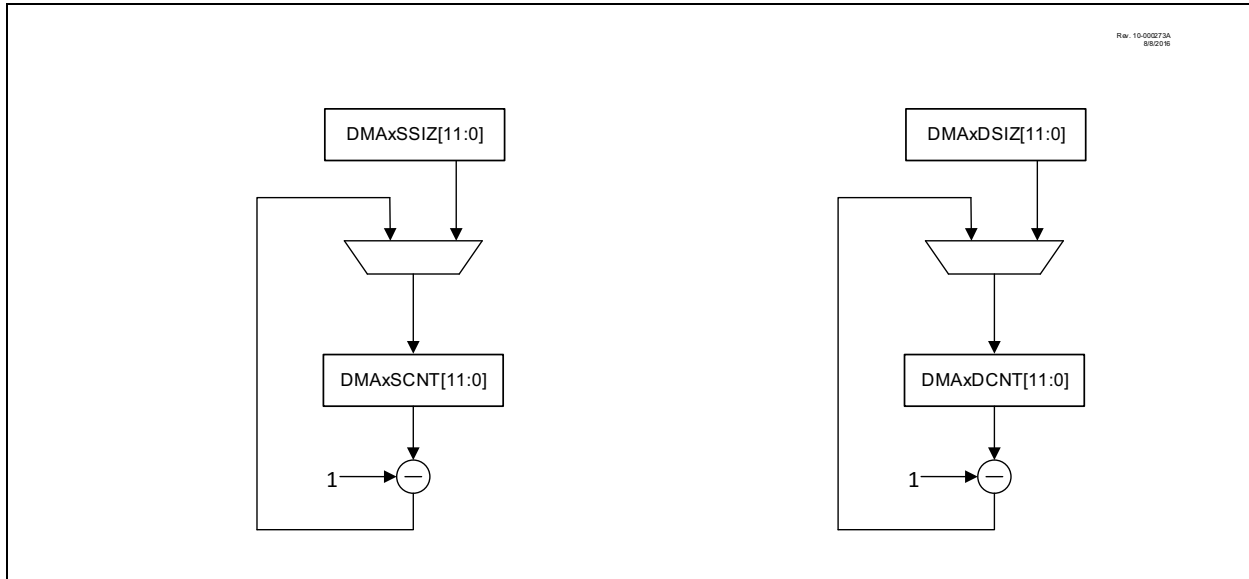 Rev. 10-000273A
8/8/2016
DMAxSSIZ[11:0]
DMAxDSIZ[11:0]
DMAxSCNT[11:0]
DMAxDCNT[11:0]
1
—
1
—